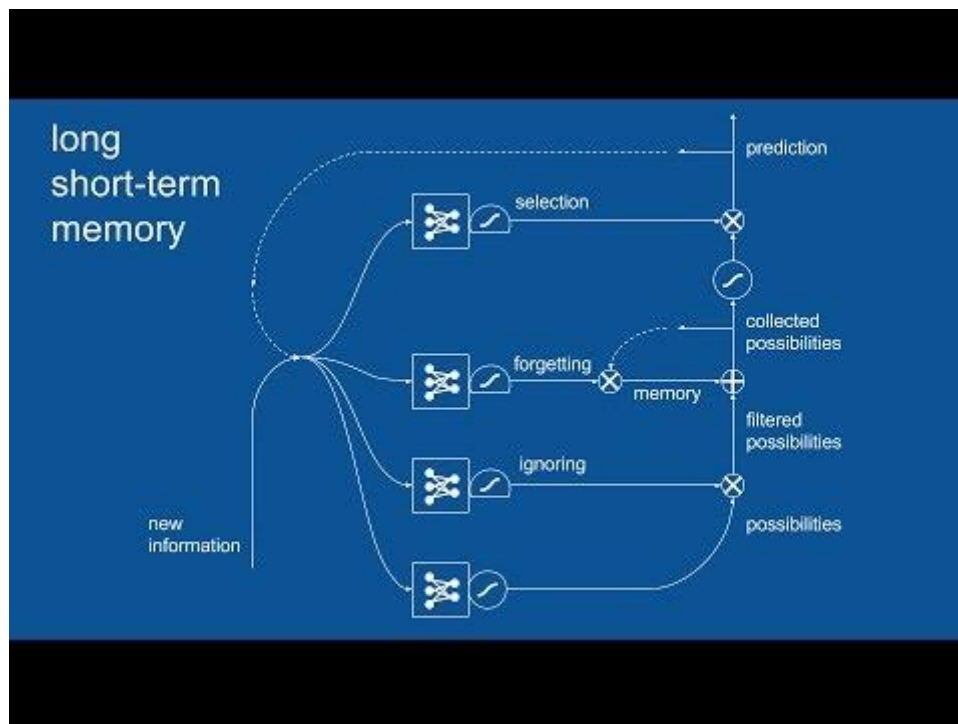 long
short-term
memory
prediction
selection
collected
possibilities
forgetting
memory
filtered
possibilities
ignoring
new
information
possibilities